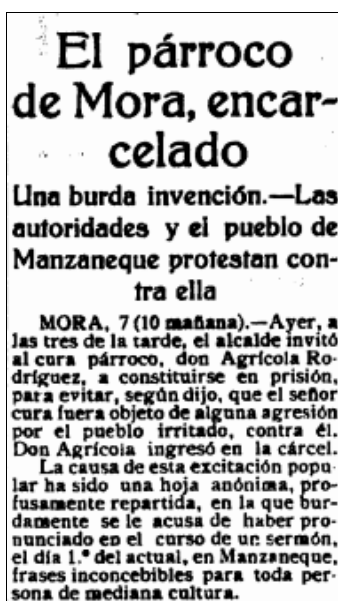 El párroco
de Mora, encar-
celado
Una burda invención.—Las
autoridades y el pueblo de
Manzaneque protestan con-
tra ella
MORA, 7 (10 mañana).—Ayer, a
las tres de la tarde, el alcalde invitó
al cura párroco, don Agrícola Ro-
dríguez, a constituirse en prisión,
para evitar, según dijo, que el señor
cura fuera objeto de alguna agresión
por el pueblo irritado, contra él.
Don Agrícola ingresó en la cárcel.
La causa de esta excitación popu-
lar ha sido una hoja anónima, pro-
fusamente repartida, en la que bur-
damente se le acusa de haber pro-
nunciado en el curso de un sermón,
el día 1.º del actual, en Manzaneque,
frases inconcebibles para toda per-
sona de mediana cultura.